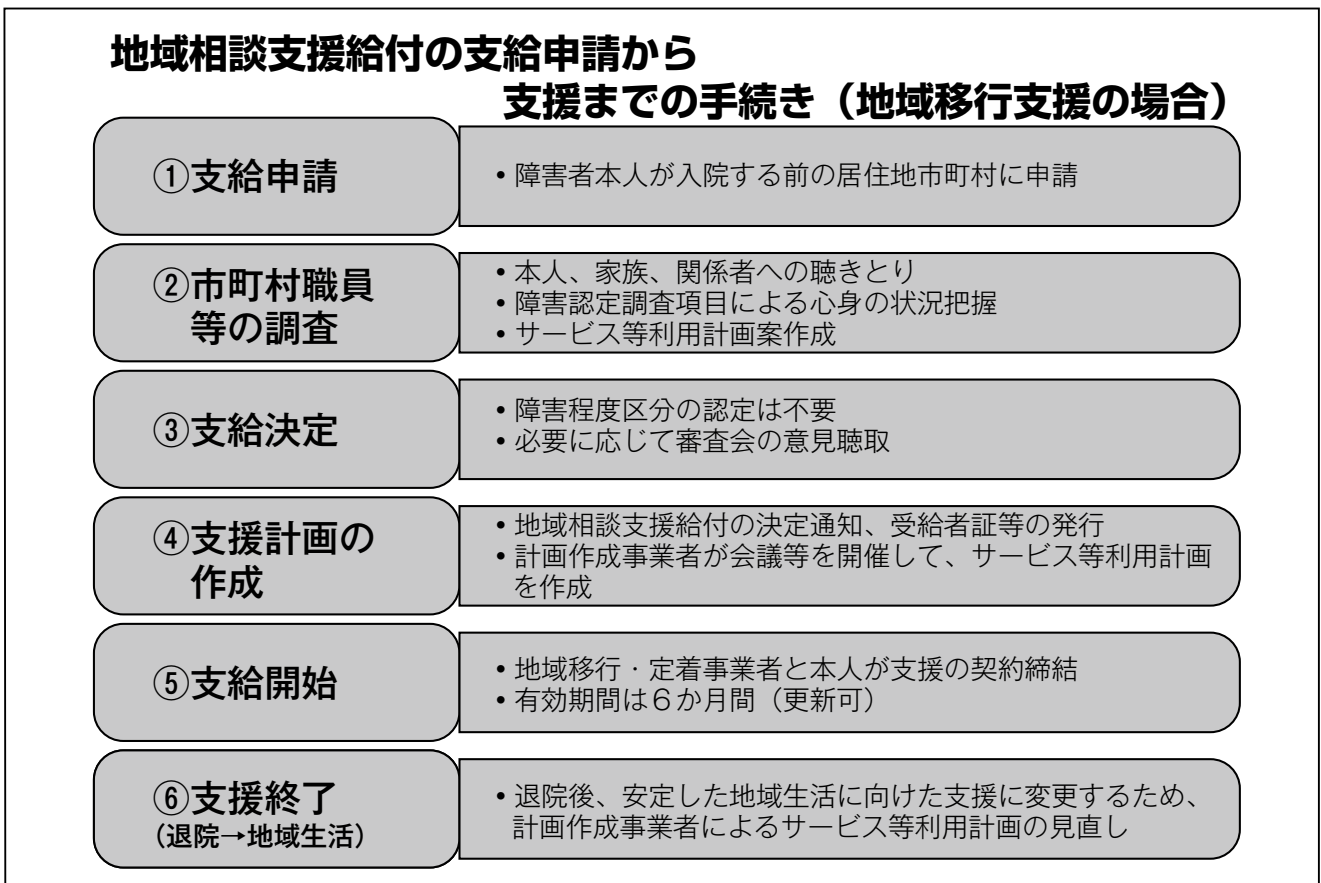 地域相談支援給付の支給申請から
支援までの手続き（地域移行支援の場合）
①支給申請
• 障害者本人が入院する前の居住地市町村に申請
②市町村職員
等の調査
• 本人、家族、関係者への聴きとり
• 障害認定調査項目による心身の状況把握
• サービス等利用計画案作成
③支給決定
• 障害程度区分の認定は不要
• 必要に応じて審査会の意見聴取
④支援計画の
作成
• 地域相談支援給付の決定通知、受給者証等の発行
• 計画作成事業者が会議等を開催して、サービス等利用計画
を作成
⑤支給開始
• 地域移行・定着事業者と本人が支援の契約締結
• 有効期間は６か月間（更新可）
⑥支援終了
（退院→地域生活）
• 退院後、安定した地域生活に向けた支援に変更するため、
計画作成事業者によるサービス等利用計画の見直し